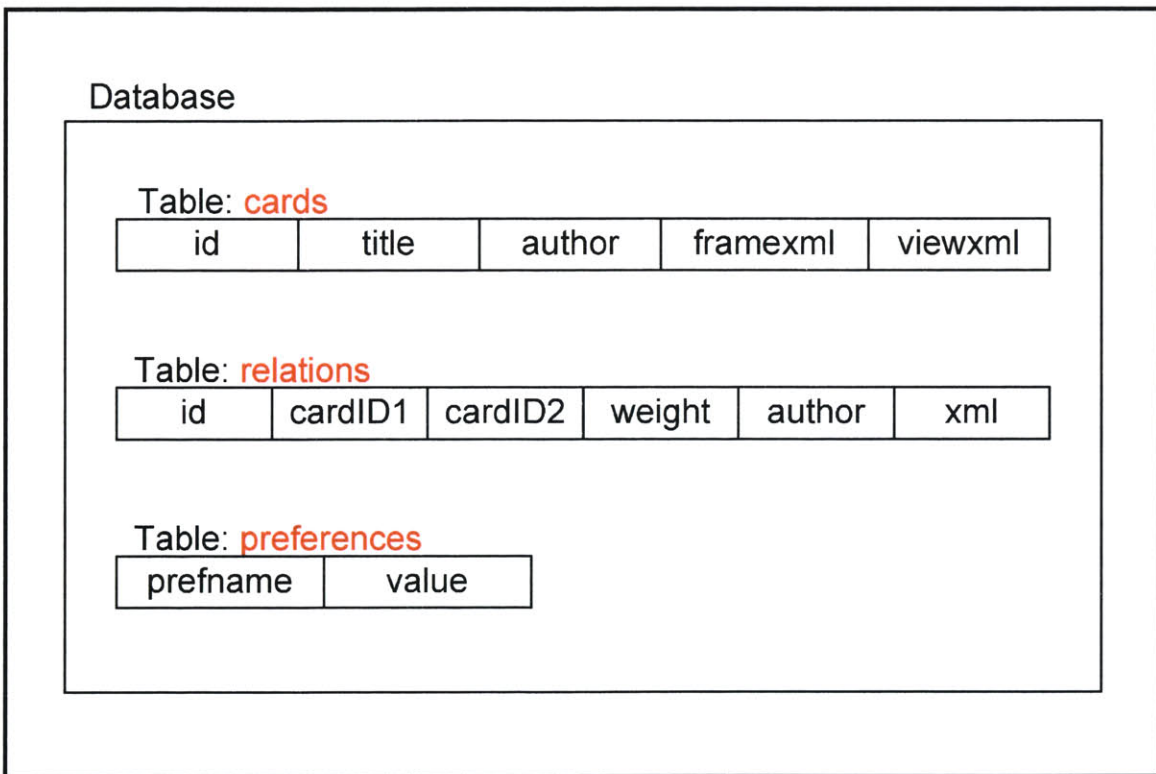 Database
Table: cards
id title author framexml viewxml
Table: relations
id cardID1 cardID2 weight author xml
Table: preferences
prefname value